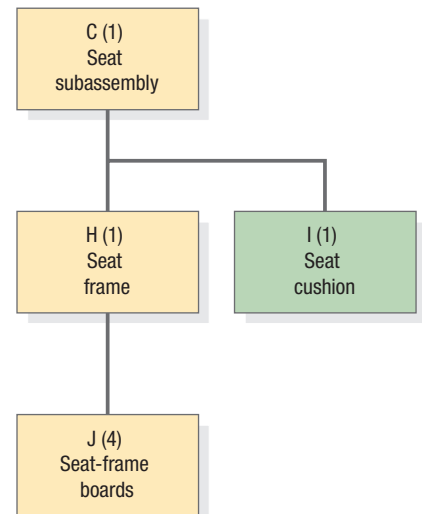 C (1)
Seat
subassembly
H (1)
Seat
frame
I (1)
Seat
cushion
J (4)
Seat-frame
boards